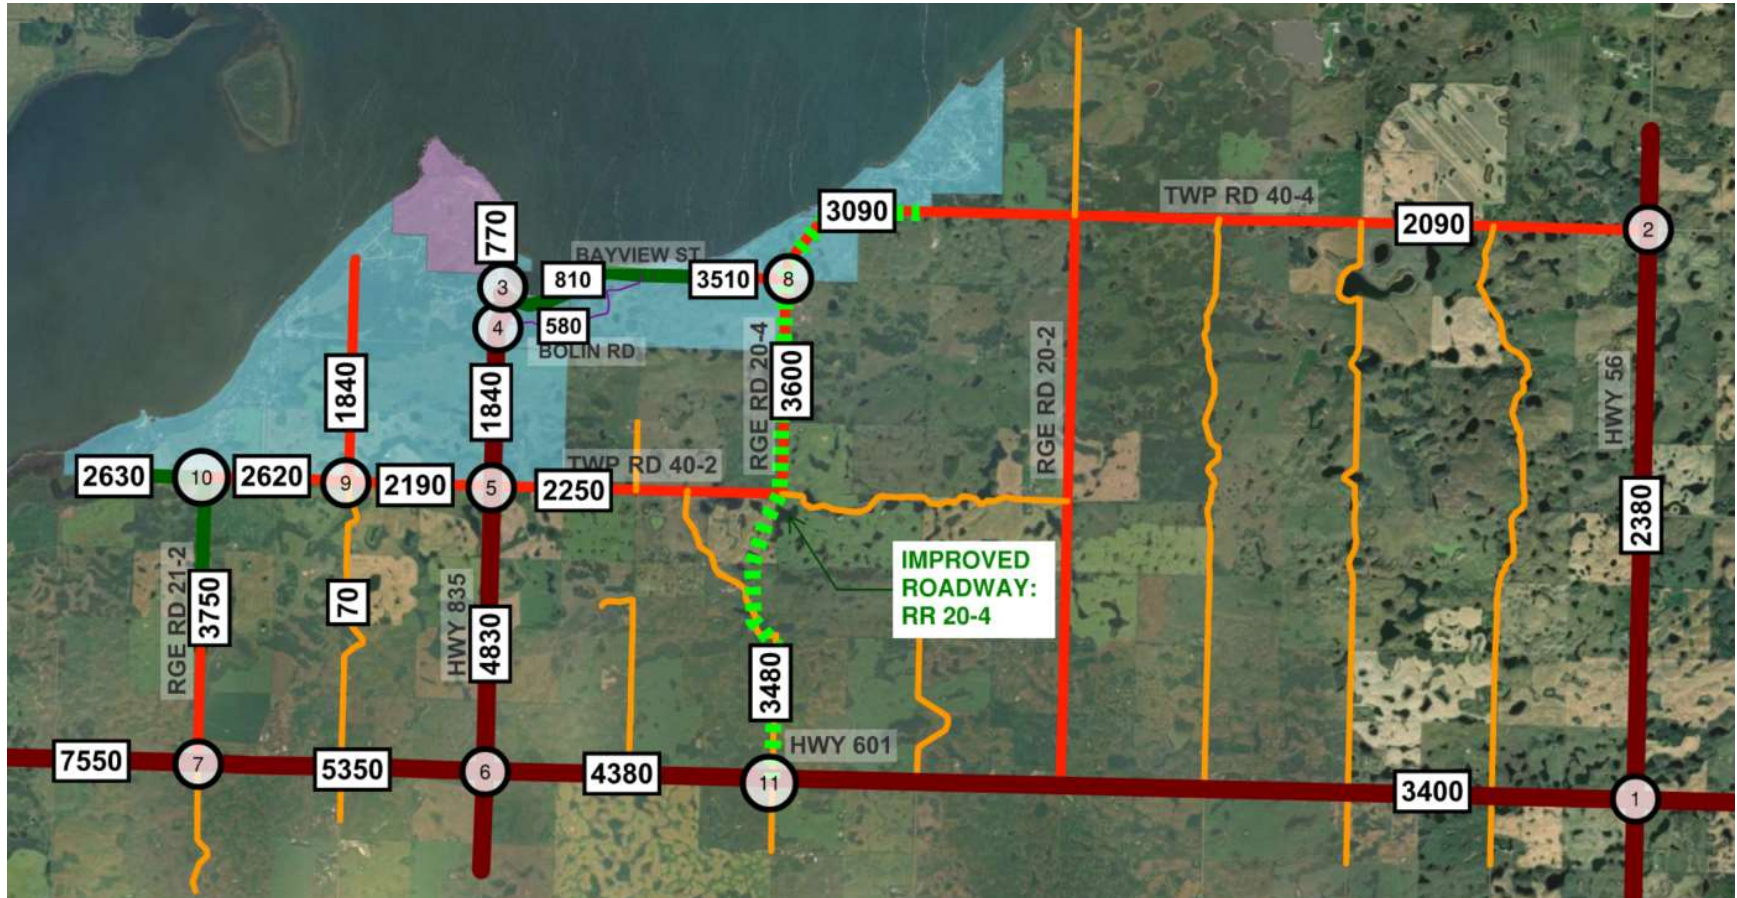 TWP RD 40-4
3090
2090
2
770
BAYVIEW ST
3
810
3510
8
4
580
BOLIN RD
RGE RD 20-4
3600
RGE RD 20-2
HWY 56
1840
1840
TWP RD 40-2
2630
10
2620
9
2190
5
2250
2380
IMPROVED
ROADWAY:
RR 20-4
RGE RD 21-2
3750
70
HWY 835
4830
3480
HWY 601
7550
7
5350
6
4380
11
3400
1